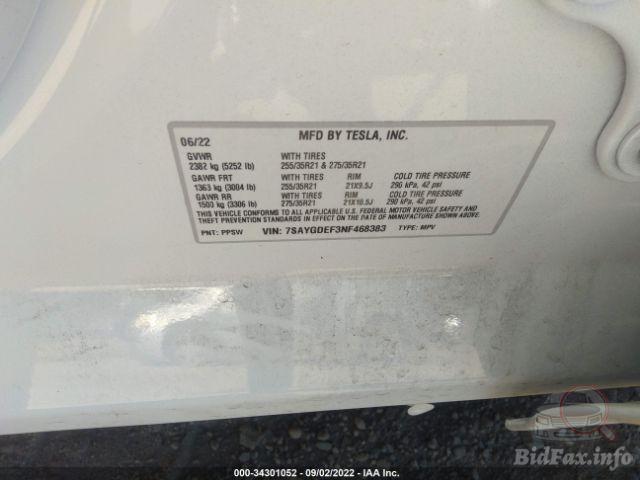 06/22 MFD BY TESLA, INC.
GVWR WITH TIRES
2382 kg (5252 lb) 255/35R21 & 275/35R21
GAWR FRT WITH TIRES RIM COLD TIRE PRESSURE
1363 kg (3004 lb) 255/35R21 21X9.5J 290 kPa, 42 psi
GAWR RR WITH TIRES RIM COLD TIRE PRESSURE
1500 kg (3306 lb) 275/35R21 21X10.5J 290 kPa, 42 psi
THIS VEHICLE CONFORMS TO ALL APPLICABLE U.S. FEDERAL MOTOR VEHICLE SAFETY AND
THEFT PREVENTION STANDARDS IN EFFECT ON THE DATE OF MANUFACTURE SHOWN ABOVE.
PNT: PPSW VIN: 7SAYGDEF3NF468383 TYPE: MPV
BidFax.info
000-34301052 - 09/02/2022 - IAA Inc.